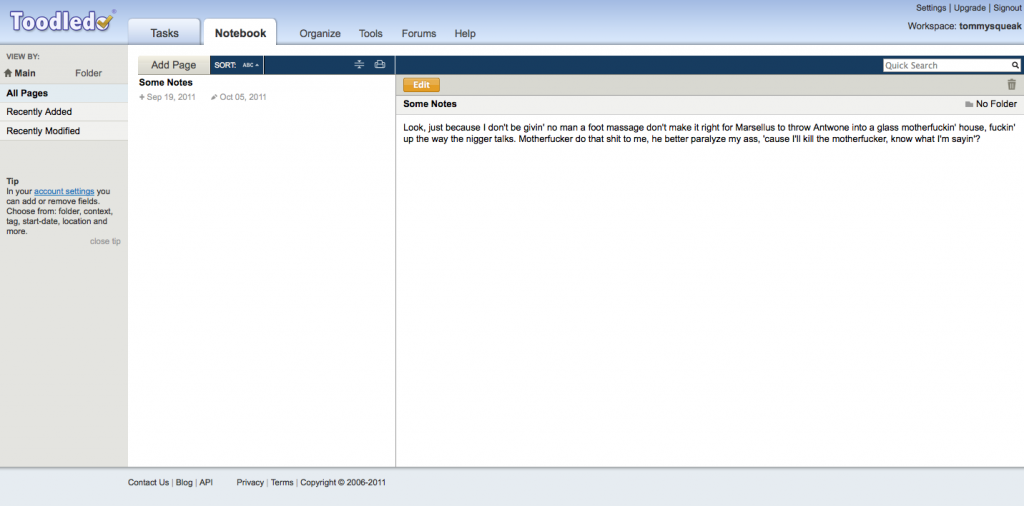 Toodledo®
Settings | Upgrade | Signout
Workspace: tommysqueak
Tasks
Notebook
Organize
Tools
Forums
Help
VIEW BY:
Main
Folder
All Pages
Recently Added
Recently Modified
Tip
In your account settings you
can add or remove fields.
Choose from: folder, context,
tag, start-date, location and
more.
close tip
Add Page
SORT: ABC
Some Notes
Sep 19, 2011
Oct 05, 2011
Quick Search
Edit
Some Notes
No Folder
Look, just because I don't be givin' no man a foot massage don't make it right for Marsellus to throw Antwone into a glass motherfuckin' house, fuckin'
up the way the nigger talks. Motherfucker do that shit to me, he better paralyze my ass, 'cause I'll kill the motherfucker, know what I'm sayin'?
Contact Us | Blog | API
Privacy | Terms | Copyright © 2006-2011